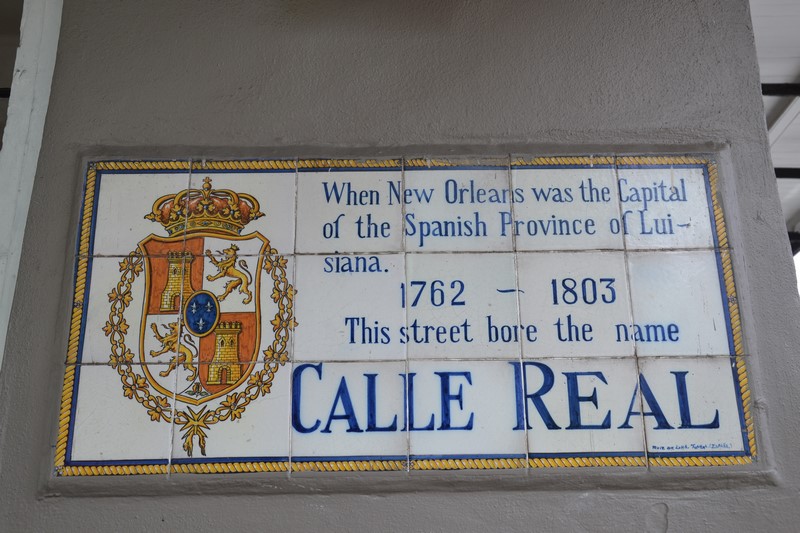 When New Orleans was the Capital
of the Spanish Province of Lui-
siana.
1762 - 1803
This street bore the name
CALLE REAL